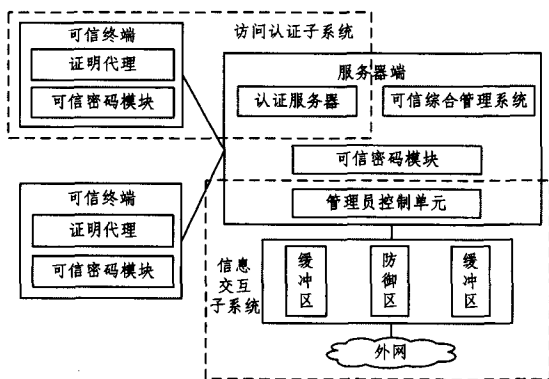 访问认证子系统
可信终端
证明代理
可信密码模块
服务器端
认证服务器
可信综合管理系统
可信密码模块
管理员控制单元
可信终端
证明代理
可信密码模块
信息
交互
子系统
缓冲区
防御区
缓冲区
外网